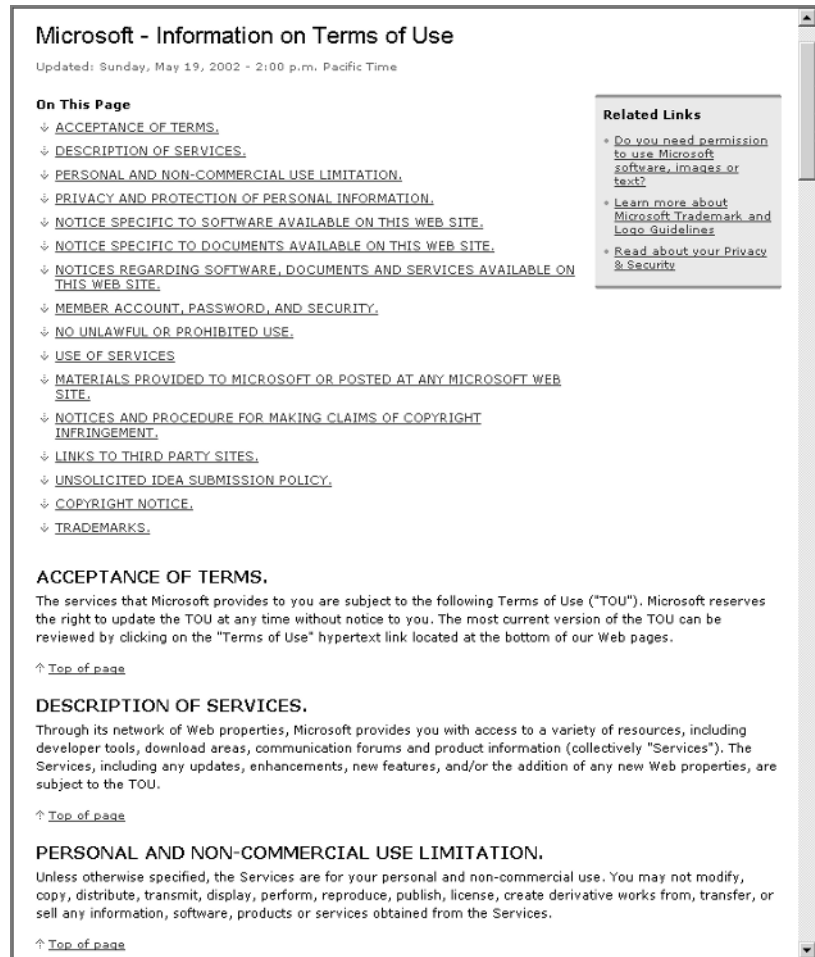 Microsoft - Information on Terms of Use
Updated: Sunday, May 19, 2002 - 2:00 p.m. Pacific Time
On This Page
↓ ACCEPTANCE OF TERMS.
↓ DESCRIPTION OF SERVICES.
↓ PERSONAL AND NON-COMMERCIAL USE LIMITATION.
↓ PRIVACY AND PROTECTION OF PERSONAL INFORMATION.
↓ NOTICE SPECIFIC TO SOFTWARE AVAILABLE ON THIS WEB SITE.
↓ NOTICE SPECIFIC TO DOCUMENTS AVAILABLE ON THIS WEB SITE.
↓ NOTICES REGARDING SOFTWARE, DOCUMENTS AND SERVICES AVAILABLE ON
THIS WEB SITE.
↓ MEMBER ACCOUNT, PASSWORD, AND SECURITY.
↓ NO UNLAWFUL OR PROHIBITED USE.
↓ USE OF SERVICES
↓ MATERIALS PROVIDED TO MICROSOFT OR POSTED AT ANY MICROSOFT WEB
SITE.
↓ NOTICES AND PROCEDURE FOR MAKING CLAIMS OF COPYRIGHT
INFRINGEMENT.
↓ LINKS TO THIRD PARTY SITES.
↓ UNSOLICITED IDEA SUBMISSION POLICY.
↓ COPYRIGHT NOTICE.
↓ TRADEMARKS.
Related Links
• Do you need permission
to use Microsoft
software, images or
text?
• Learn more about
Microsoft Trademark and
Logo Guidelines
• Read about your Privacy
& Security
ACCEPTANCE OF TERMS.
The services that Microsoft provides to you are subject to the following Terms of Use ("TOU"). Microsoft reserves
the right to update the TOU at any time without notice to you. The most current version of the TOU can be
reviewed by clicking on the "Terms of Use" hypertext link located at the bottom of our Web pages.
↑ Top of page
DESCRIPTION OF SERVICES.
Through its network of Web properties, Microsoft provides you with access to a variety of resources, including
developer tools, download areas, communication forums and product information (collectively "Services"). The
Services, including any updates, enhancements, new features, and/or the addition of any new Web properties, are
subject to the TOU.
↑ Top of page
PERSONAL AND NON-COMMERCIAL USE LIMITATION.
Unless otherwise specified, the Services are for your personal and non-commercial use. You may not modify,
copy, distribute, transmit, display, perform, reproduce, publish, license, create derivative works from, transfer, or
sell any information, software, products or services obtained from the Services.
↑ Top of page